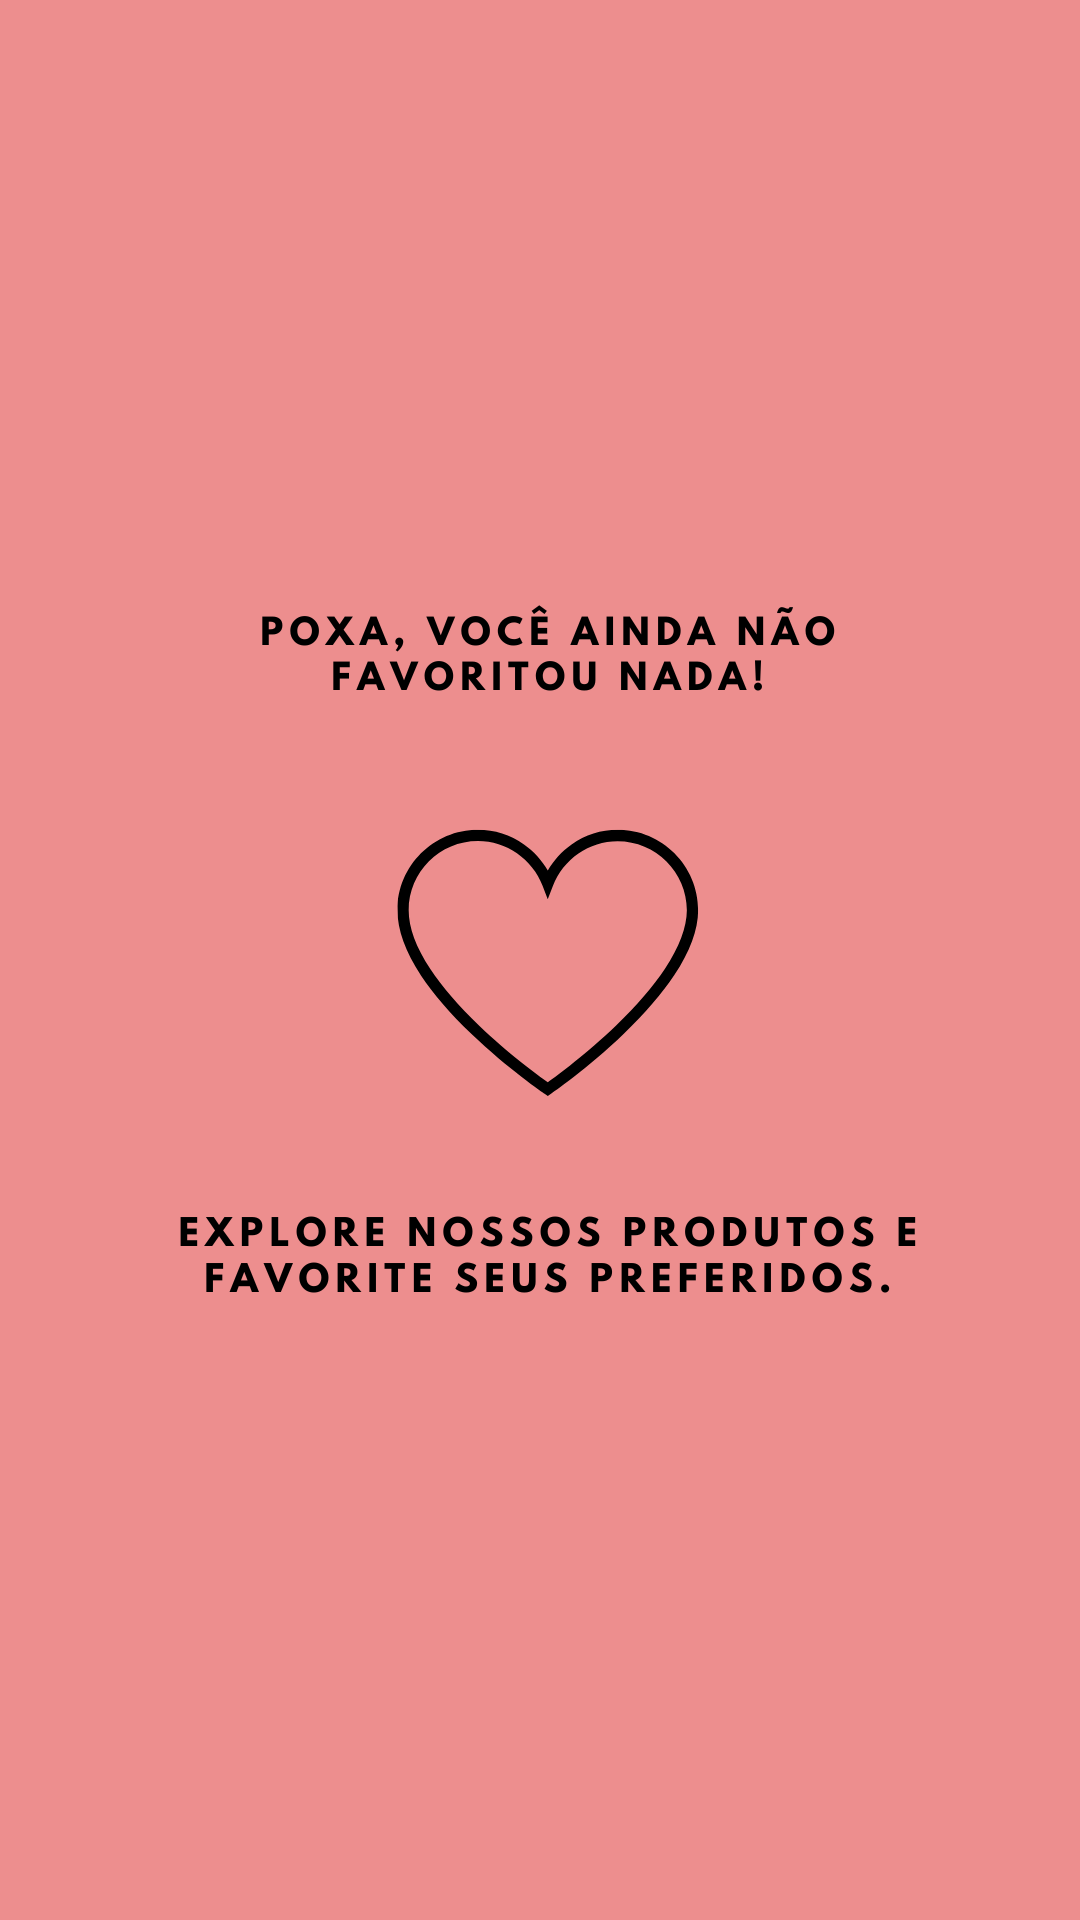 POXA, VOCÊ AINDA NÃO
FAVORITOU NADA!
EXPLORE NOSSOS PRODUTOS E
FAVORITE SEUS PREFERIDOS.